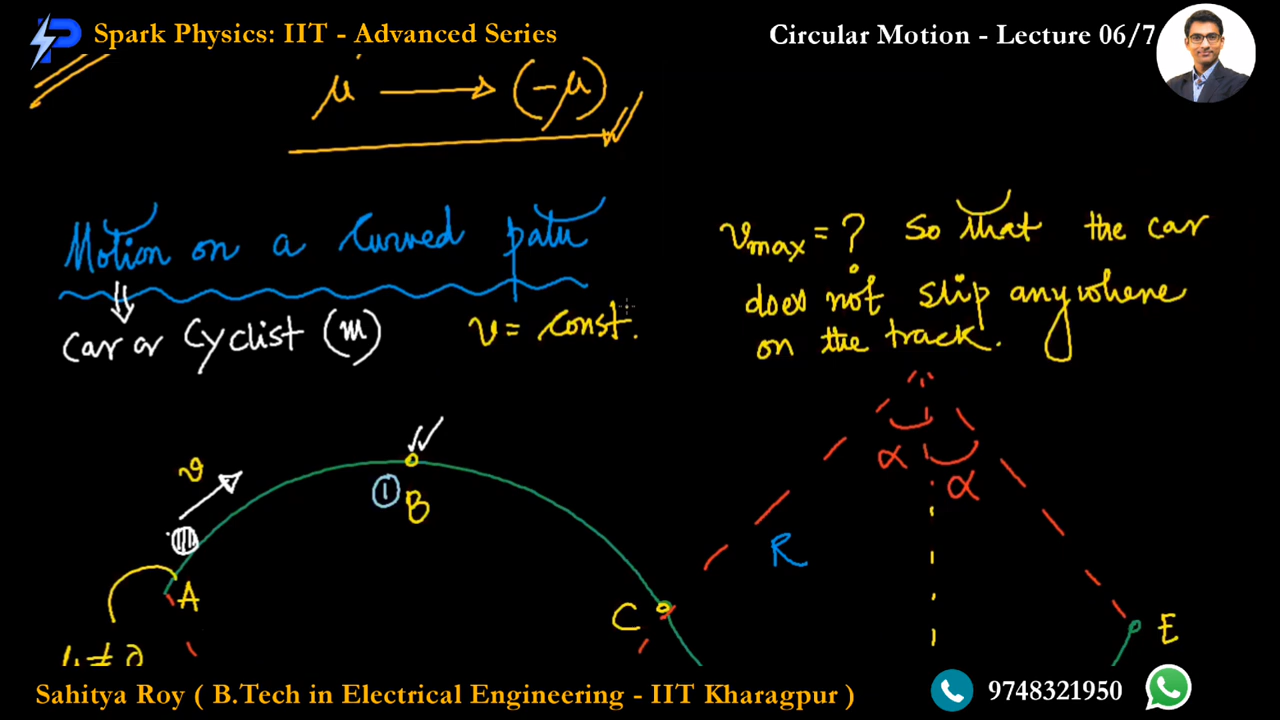 Spark Physics: IIT - Advanced Series
Circular Motion - Lecture 06/7
μ → (-μ)
Motion on a Curved path
Car or Cyclist (m)
v = const.
vmax = ? So that the car
does not slip anywhere
on the track.
v
① B
A
C
α
α
R
E
μ ≠ 0
Sahitya Roy ( B.Tech in Electrical Engineering - IIT Kharagpur )
9748321950